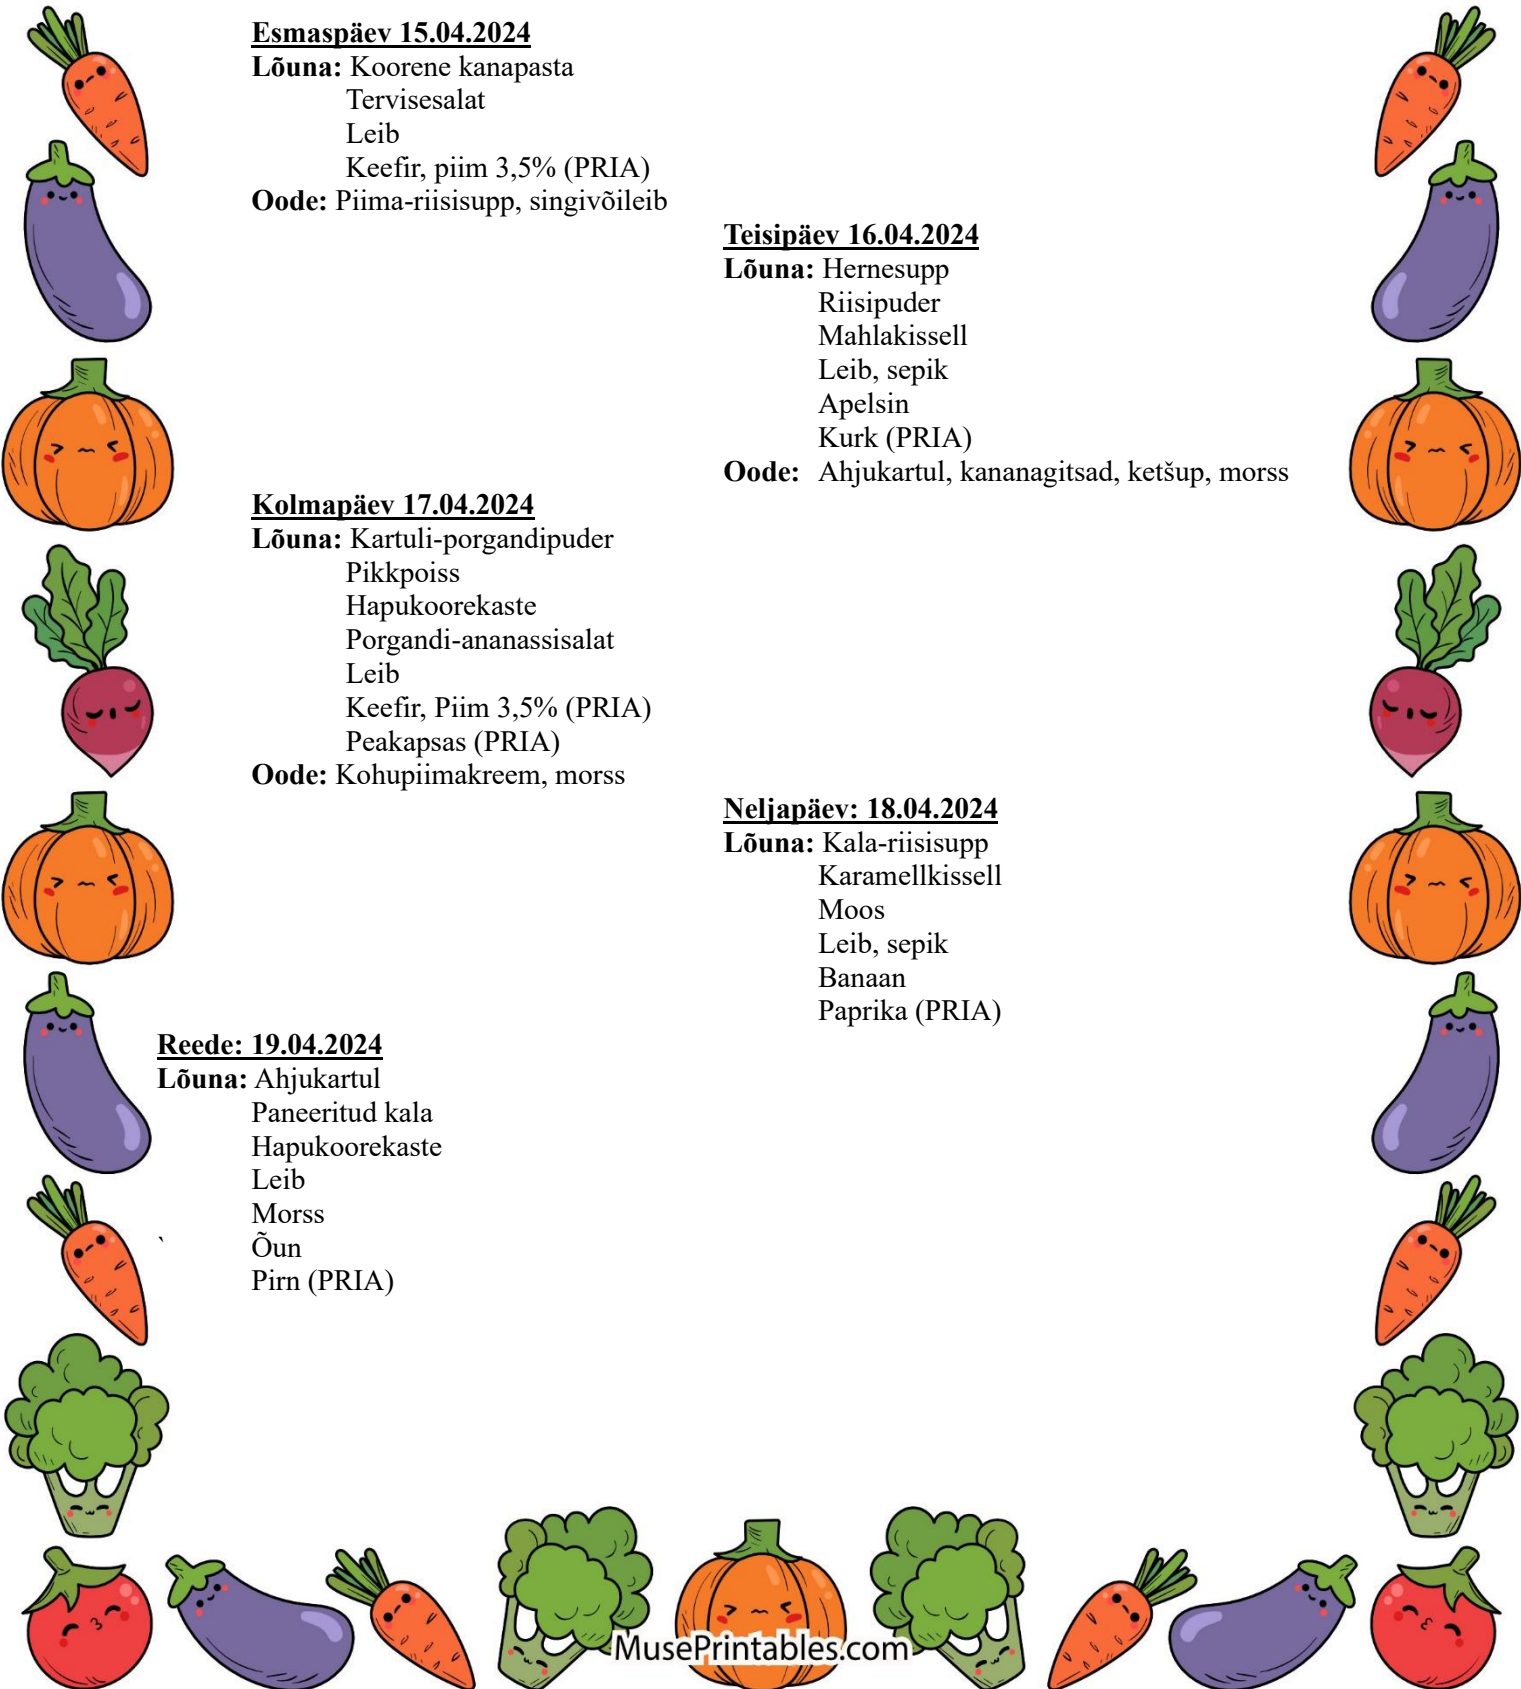 Esmaspäev 15.04.2024
Lõuna: Koorene kanapasta
Tervisesalat
Leib
Keefir, piim 3,5% (PRIA)
Oode: Piima-riisisupp, singivõileib
Teisipäev 16.04.2024
Lõuna: Hernesupp
Riisipuder
Mahlakissell
Leib, sepik
Apelsin
Kurk (PRIA)
Oode: Ahjukartul, kananagitsad, ketšup, morss
Kolmapäev 17.04.2024
Lõuna: Kartuli-porgandipuder
Pikkpoiss
Hapukoorekaste
Porgandi-ananassisalat
Leib
Keefir, Piim 3,5% (PRIA)
Peakapsas (PRIA)
Oode: Kohupiimakreem, morss
Neljapäev: 18.04.2024
Lõuna: Kala-riisisupp
Karamellkissell
Moos
Leib, sepik
Banaan
Paprika (PRIA)
Reede: 19.04.2024
Lõuna: Ahjukartul
Paneeritud kala
Hapukoorekaste
Leib
Morss
` Õun
Pirn (PRIA)
MusePrintables.com